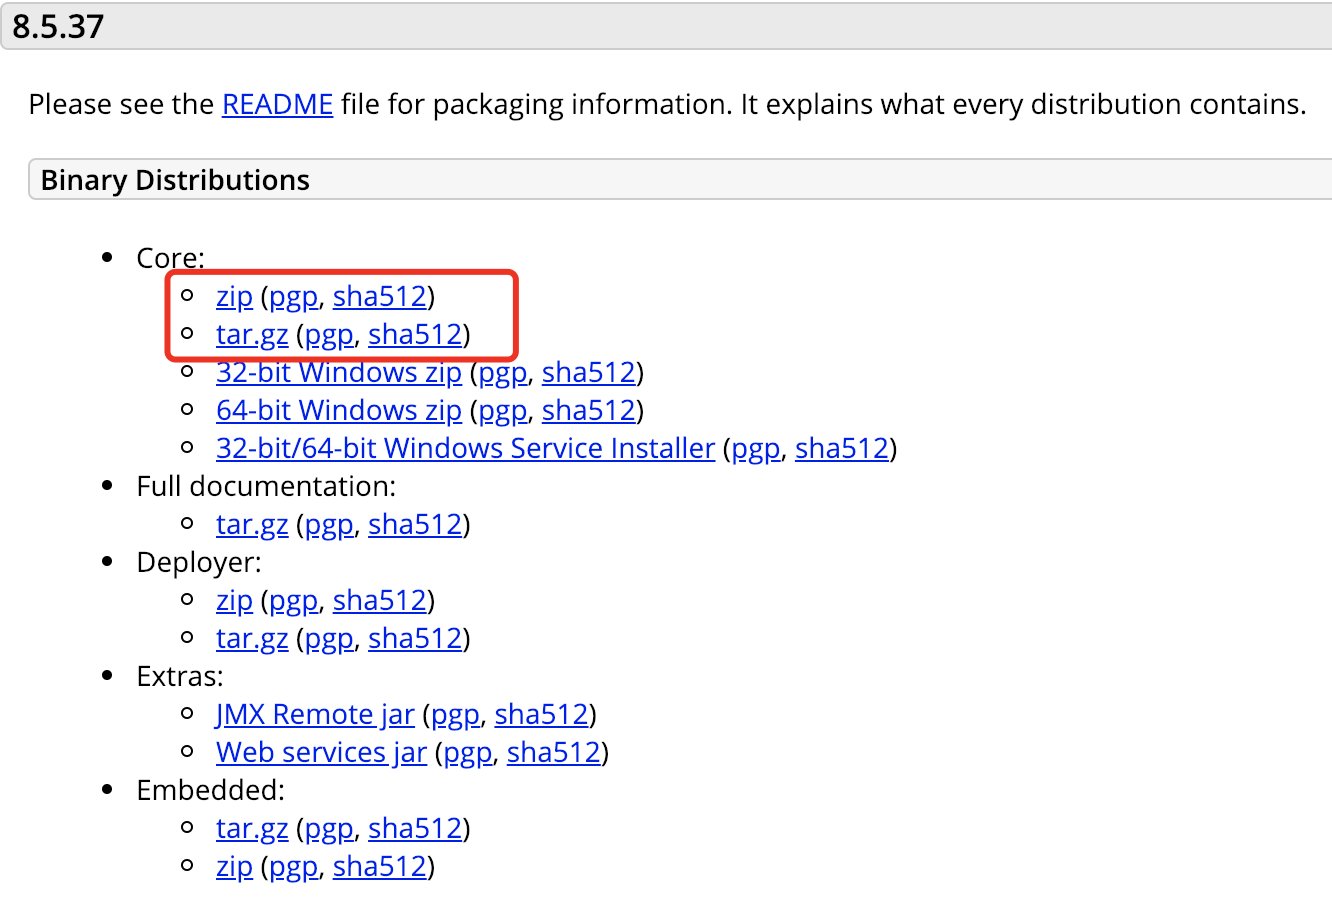 8.5.37
Please see the README file for packaging information. It explains what every distribution contains.
Binary Distributions
Core:
zip (pgp, sha512)
tar.gz (pgp, sha512)
32-bit Windows zip (pgp, sha512)
64-bit Windows zip (pgp, sha512)
32-bit/64-bit Windows Service Installer (pgp, sha512)
Full documentation:
tar.gz (pgp, sha512)
Deployer:
zip (pgp, sha512)
tar.gz (pgp, sha512)
Extras:
JMX Remote jar (pgp, sha512)
Web services jar (pgp, sha512)
Embedded:
tar.gz (pgp, sha512)
zip (pgp, sha512)